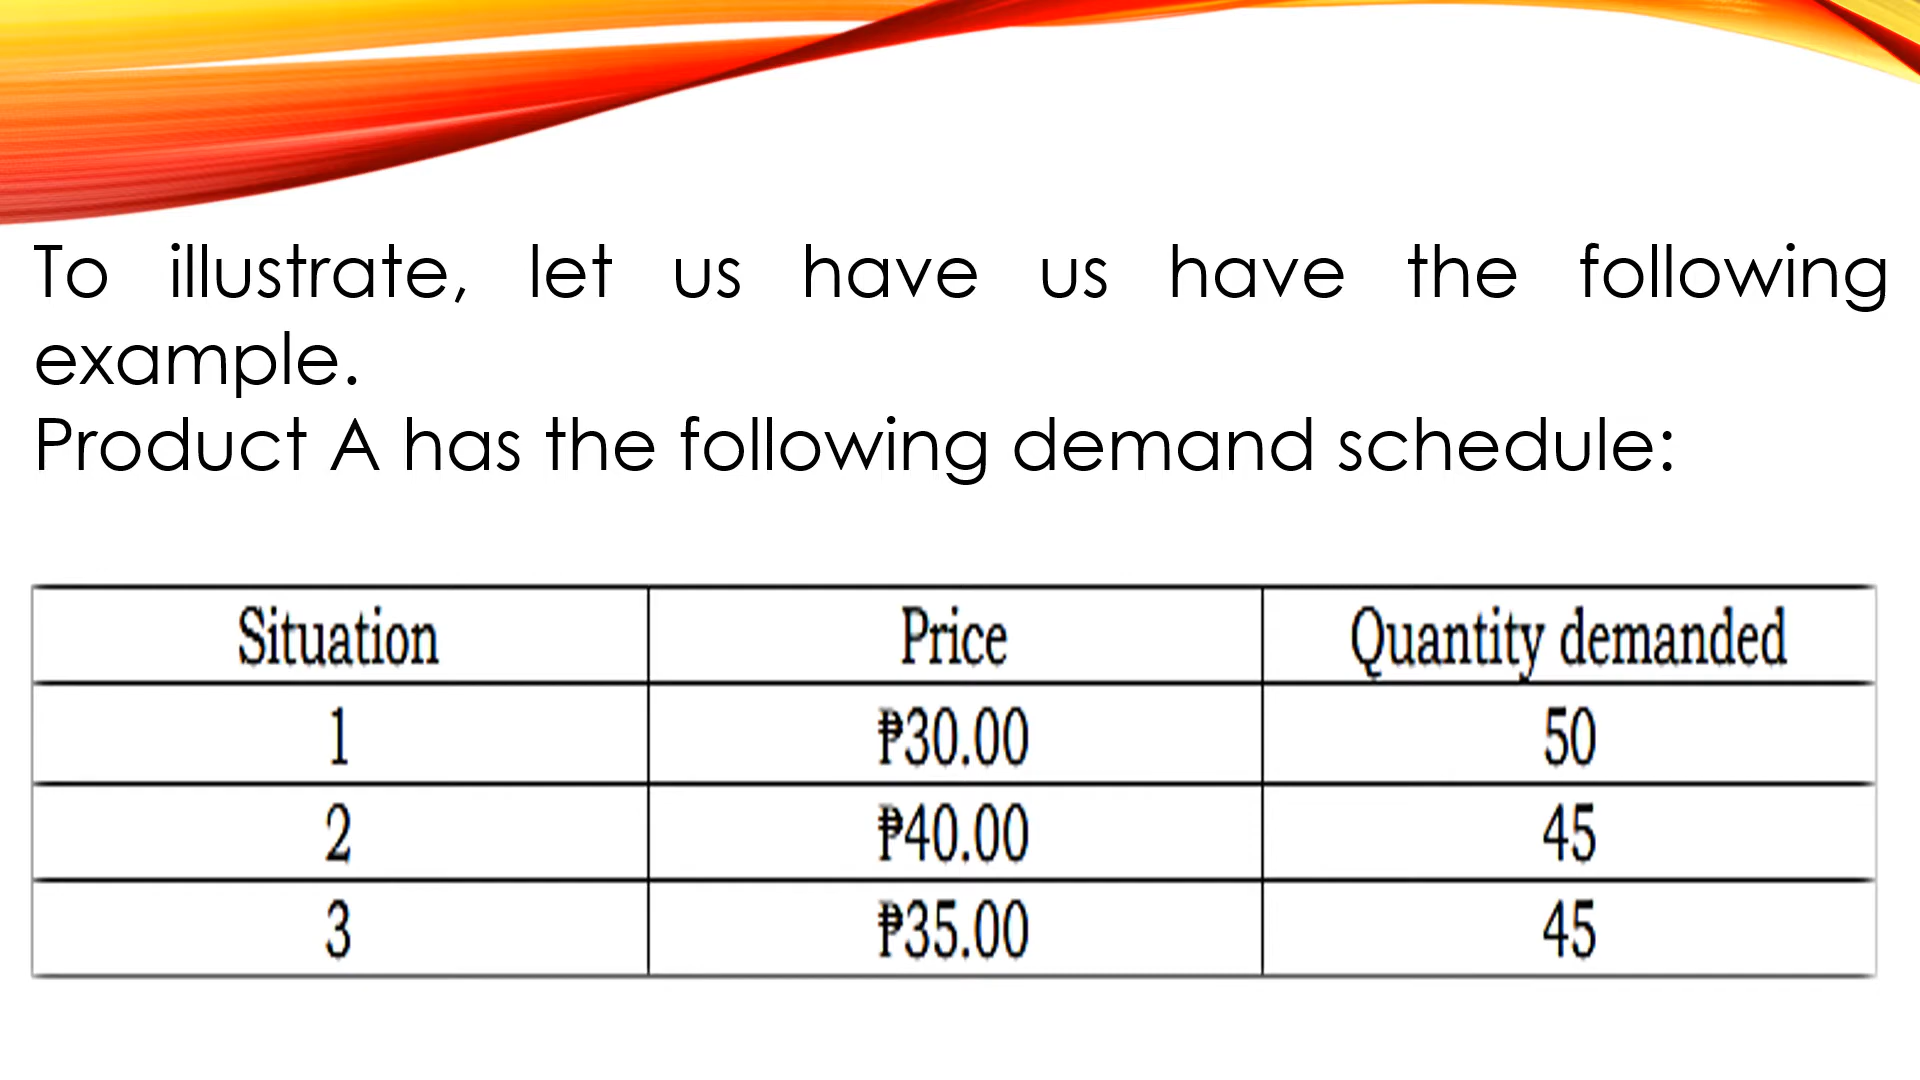 To illustrate, let us have us have the following
example.
Product A has the following demand schedule:
Situation Price Quantity demanded
1 ₱30.00 50
2 ₱40.00 45
3 ₱35.00 45